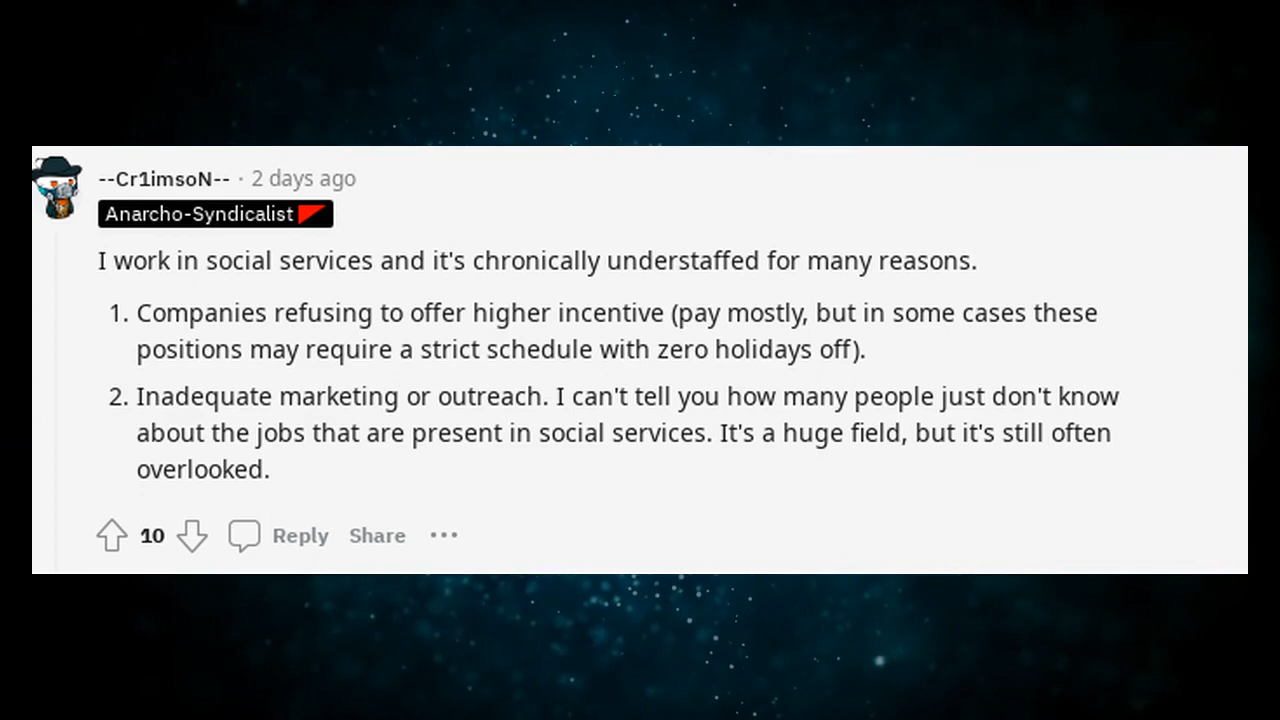 --Cr1imsoN-- · 2 days ago
Anarcho-Syndicalist
I work in social services and it's chronically understaffed for many reasons.
1. Companies refusing to offer higher incentive (pay mostly, but in some cases these
positions may require a strict schedule with zero holidays off).
2. Inadequate marketing or outreach. I can't tell you how many people just don't know
about the jobs that are present in social services. It's a huge field, but it's still often
overlooked.
10 Reply Share ...